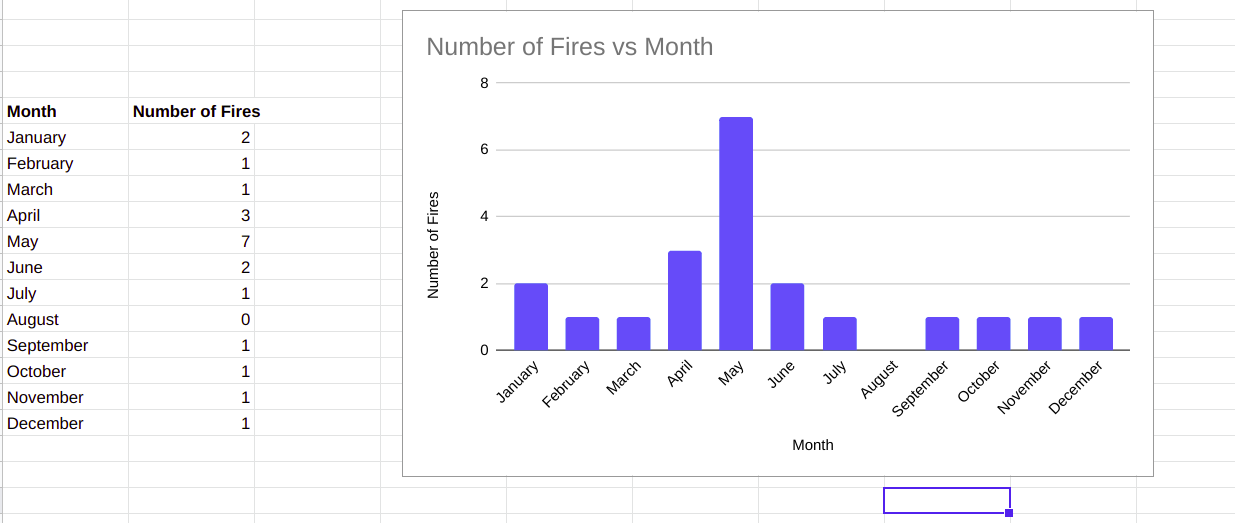 Month Number of Fires
January 2
February 1
March 1
April 3
May 7
June 2
July 1
August 0
September 1
October 1
November 1
December 1
Number of Fires vs Month
8
6
4
2
0
Number of Fires
January February March April May June July August September October November December
Month